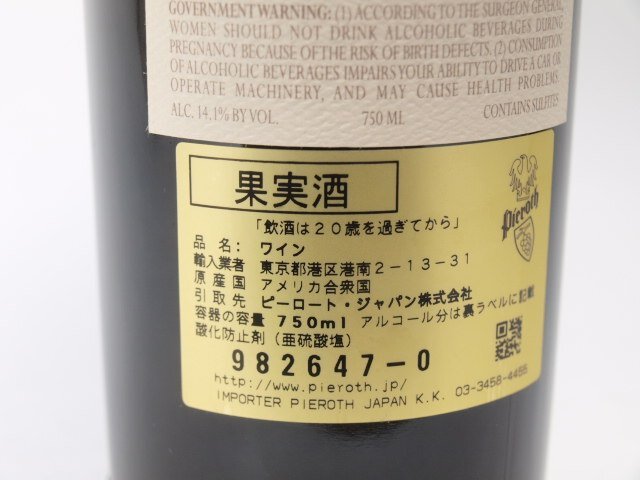 GOVERNMENT WARNING: (1) ACCORDING TO THE SURGEON GENERAL,
WOMEN SHOULD NOT DRINK ALCOHOLIC BEVERAGES DURING
PREGNANCY BECAUSE OF THE RISK OF BIRTH DEFECTS. (2) CONSUMPTION
OF ALCOHOLIC BEVERAGES IMPAIRS YOUR ABILITY TO DRIVE A CAR OR
OPERATE MACHINERY, AND MAY CAUSE HEALTH PROBLEMS.
ALC. 14.1% BY VOL. 750 ML CONTAINS SULFITES
果実酒
Pieroth
「飲酒は20歳を過ぎてから」
品名: ワイン
輸入業者 東京都港区港南2-13-31
原産国 アメリカ合衆国
引取先 ピーロート・ジャパン株式会社
容器の容量 750ml アルコール分は裏ラベルに記載
酸化防止剤(亜硫酸塩)
982647-0
http://www.pieroth.jp/
IMPORTER PIEROTH JAPAN K.K. 03-3458-4455